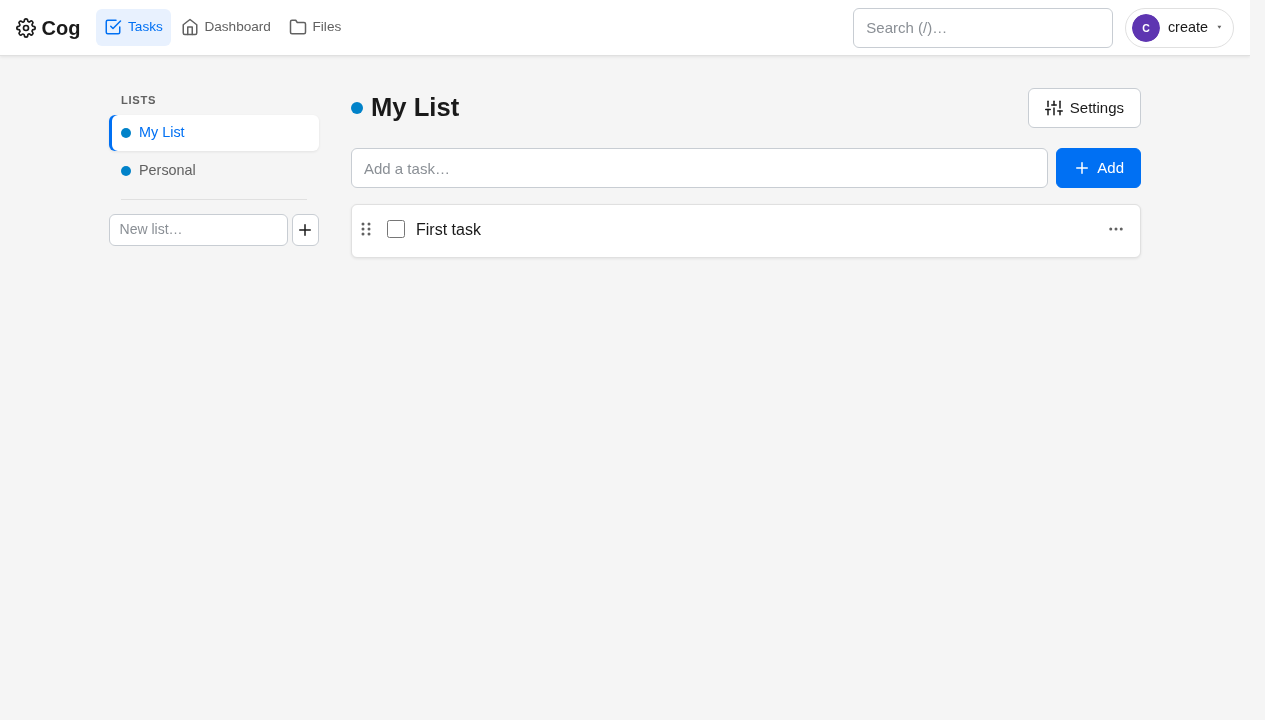 Cog
Tasks
Dashboard
Files
Search (/)…
C
create
LISTS
My List
Personal
New list…
My List
Settings
Add a task…
Add
First task